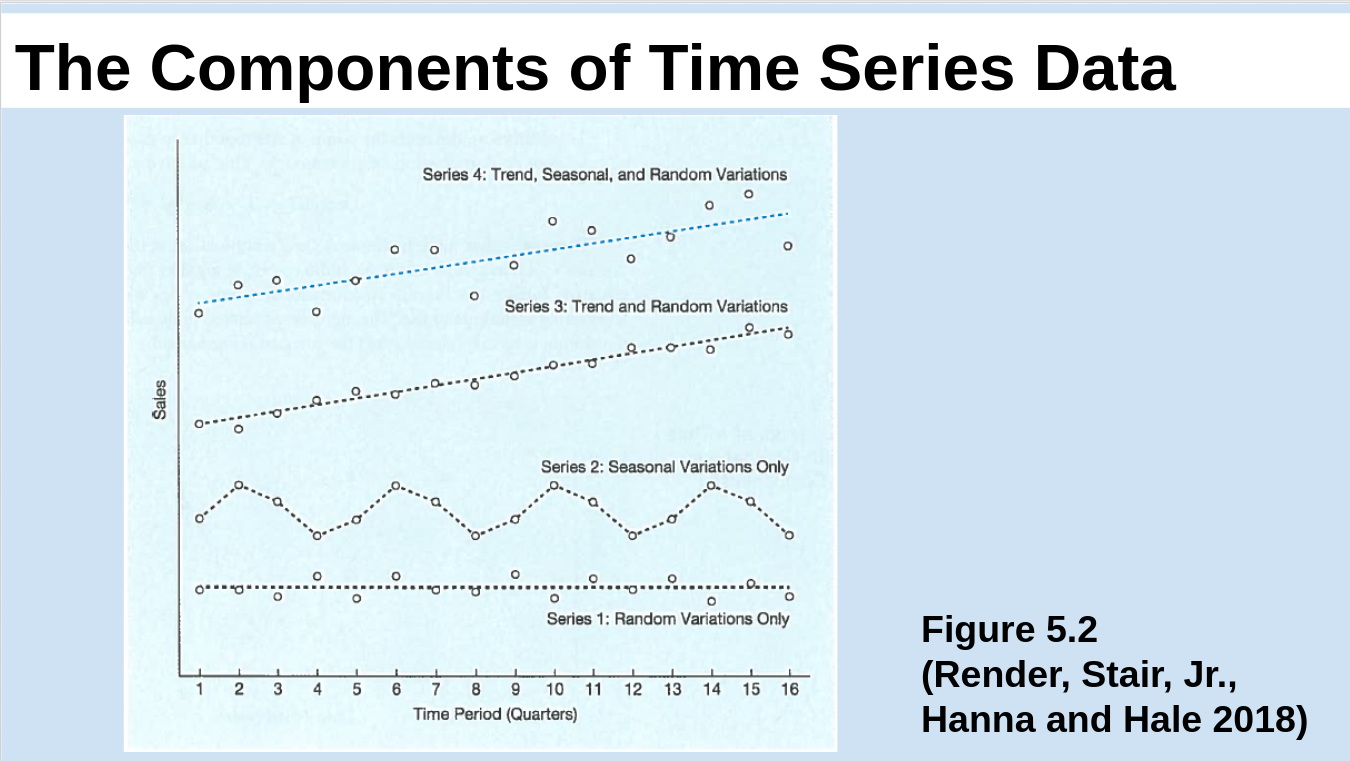 The Components of Time Series Data
Series 4: Trend, Seasonal, and Random Variations
Series 3: Trend and Random Variations
Sales
Series 2: Seasonal Variations Only
Series 1: Random Variations Only
1 2 3 4 5 6 7 8 9 10 11 12 13 14 15 16
Time Period (Quarters)
Figure 5.2
(Render, Stair, Jr.,
Hanna and Hale 2018)